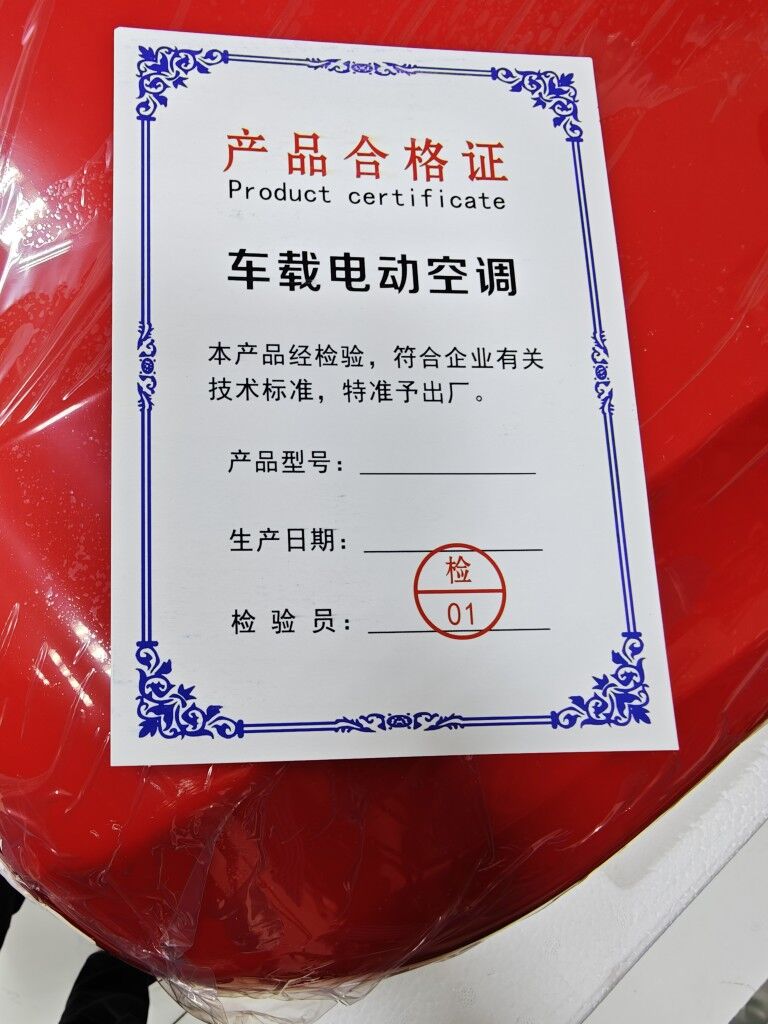 产品合格证
Product certificate
车载电动空调
本产品经检验，符合企业有关
技术标准，特准予出厂。
产品型号：
生产日期：
检
检 验 员：
01